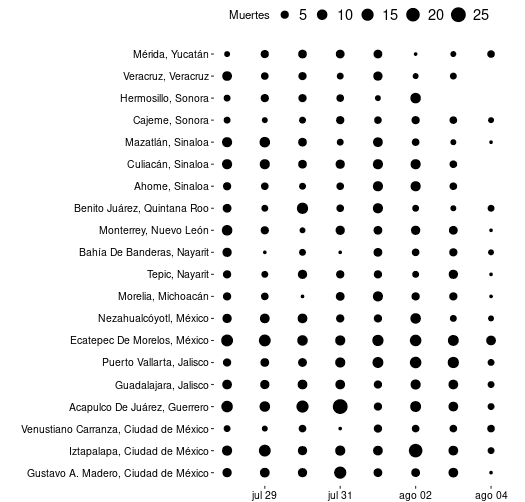 Muertes 5 10 15 20 25
Mérida, Yucatán
Veracruz, Veracruz
Hermosillo, Sonora
Cajeme, Sonora
Mazatlán, Sinaloa
Culiacán, Sinaloa
Ahome, Sinaloa
Benito Juárez, Quintana Roo
Monterrey, Nuevo León
Bahía De Banderas, Nayarit
Tepic, Nayarit
Morelia, Michoacán
Nezahualcóyotl, México
Ecatepec De Morelos, México
Puerto Vallarta, Jalisco
Guadalajara, Jalisco
Acapulco De Juárez, Guerrero
Venustiano Carranza, Ciudad de México
Iztapalapa, Ciudad de México
Gustavo A. Madero, Ciudad de México
jul 29 jul 31 ago 02 ago 04